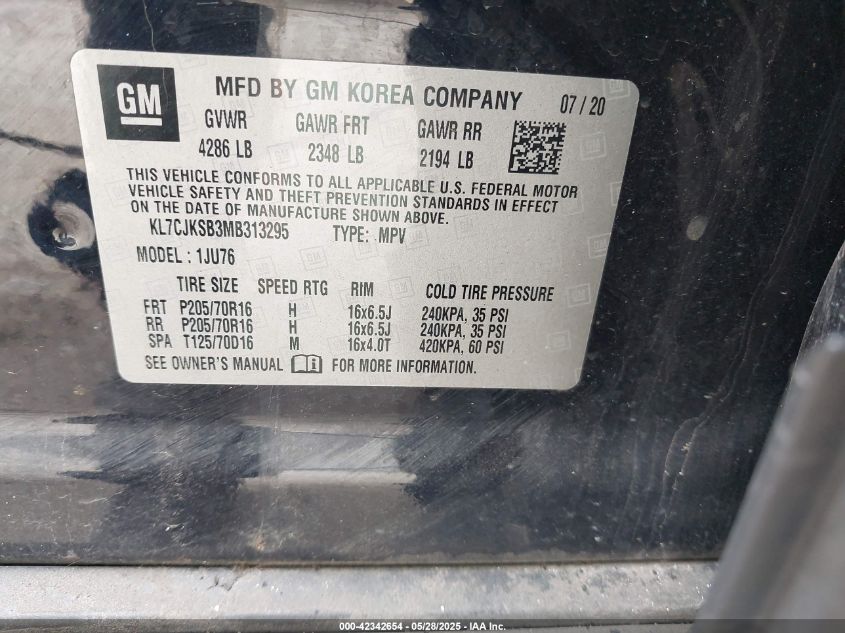 GM
MFD BY GM KOREA COMPANY 07 / 20
GVWR GAWR FRT GAWR RR
4286 LB 2348 LB 2194 LB
THIS VEHICLE CONFORMS TO ALL APPLICABLE U.S. FEDERAL MOTOR
VEHICLE SAFETY AND THEFT PREVENTION STANDARDS IN EFFECT
ON THE DATE OF MANUFACTURE SHOWN ABOVE.
KL7CJKSB3MB313295 TYPE: MPV
MODEL : 1JU76
TIRE SIZE SPEED RTG RIM COLD TIRE PRESSURE
FRT P205/70R16 H 16x6.5J 240KPA, 35 PSI
RR P205/70R16 H 16x6.5J 240KPA, 35 PSI
SPA T125/70D16 M 16x4.0T 420KPA, 60 PSI
SEE OWNER'S MANUAL i FOR MORE INFORMATION.
000-42342654 - 05/28/2025 - IAA Inc.